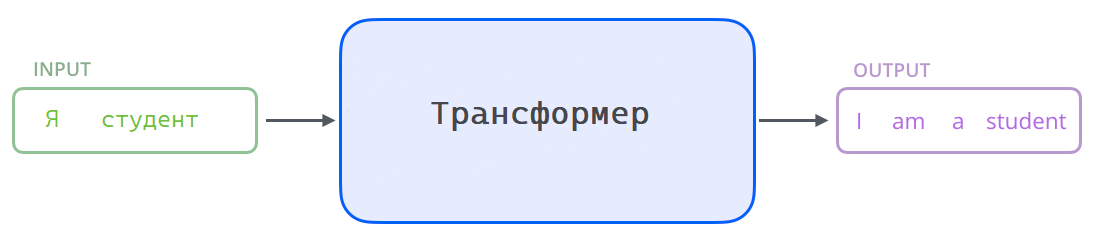 INPUT
Я студент
Трансформер
OUTPUT
I am a student